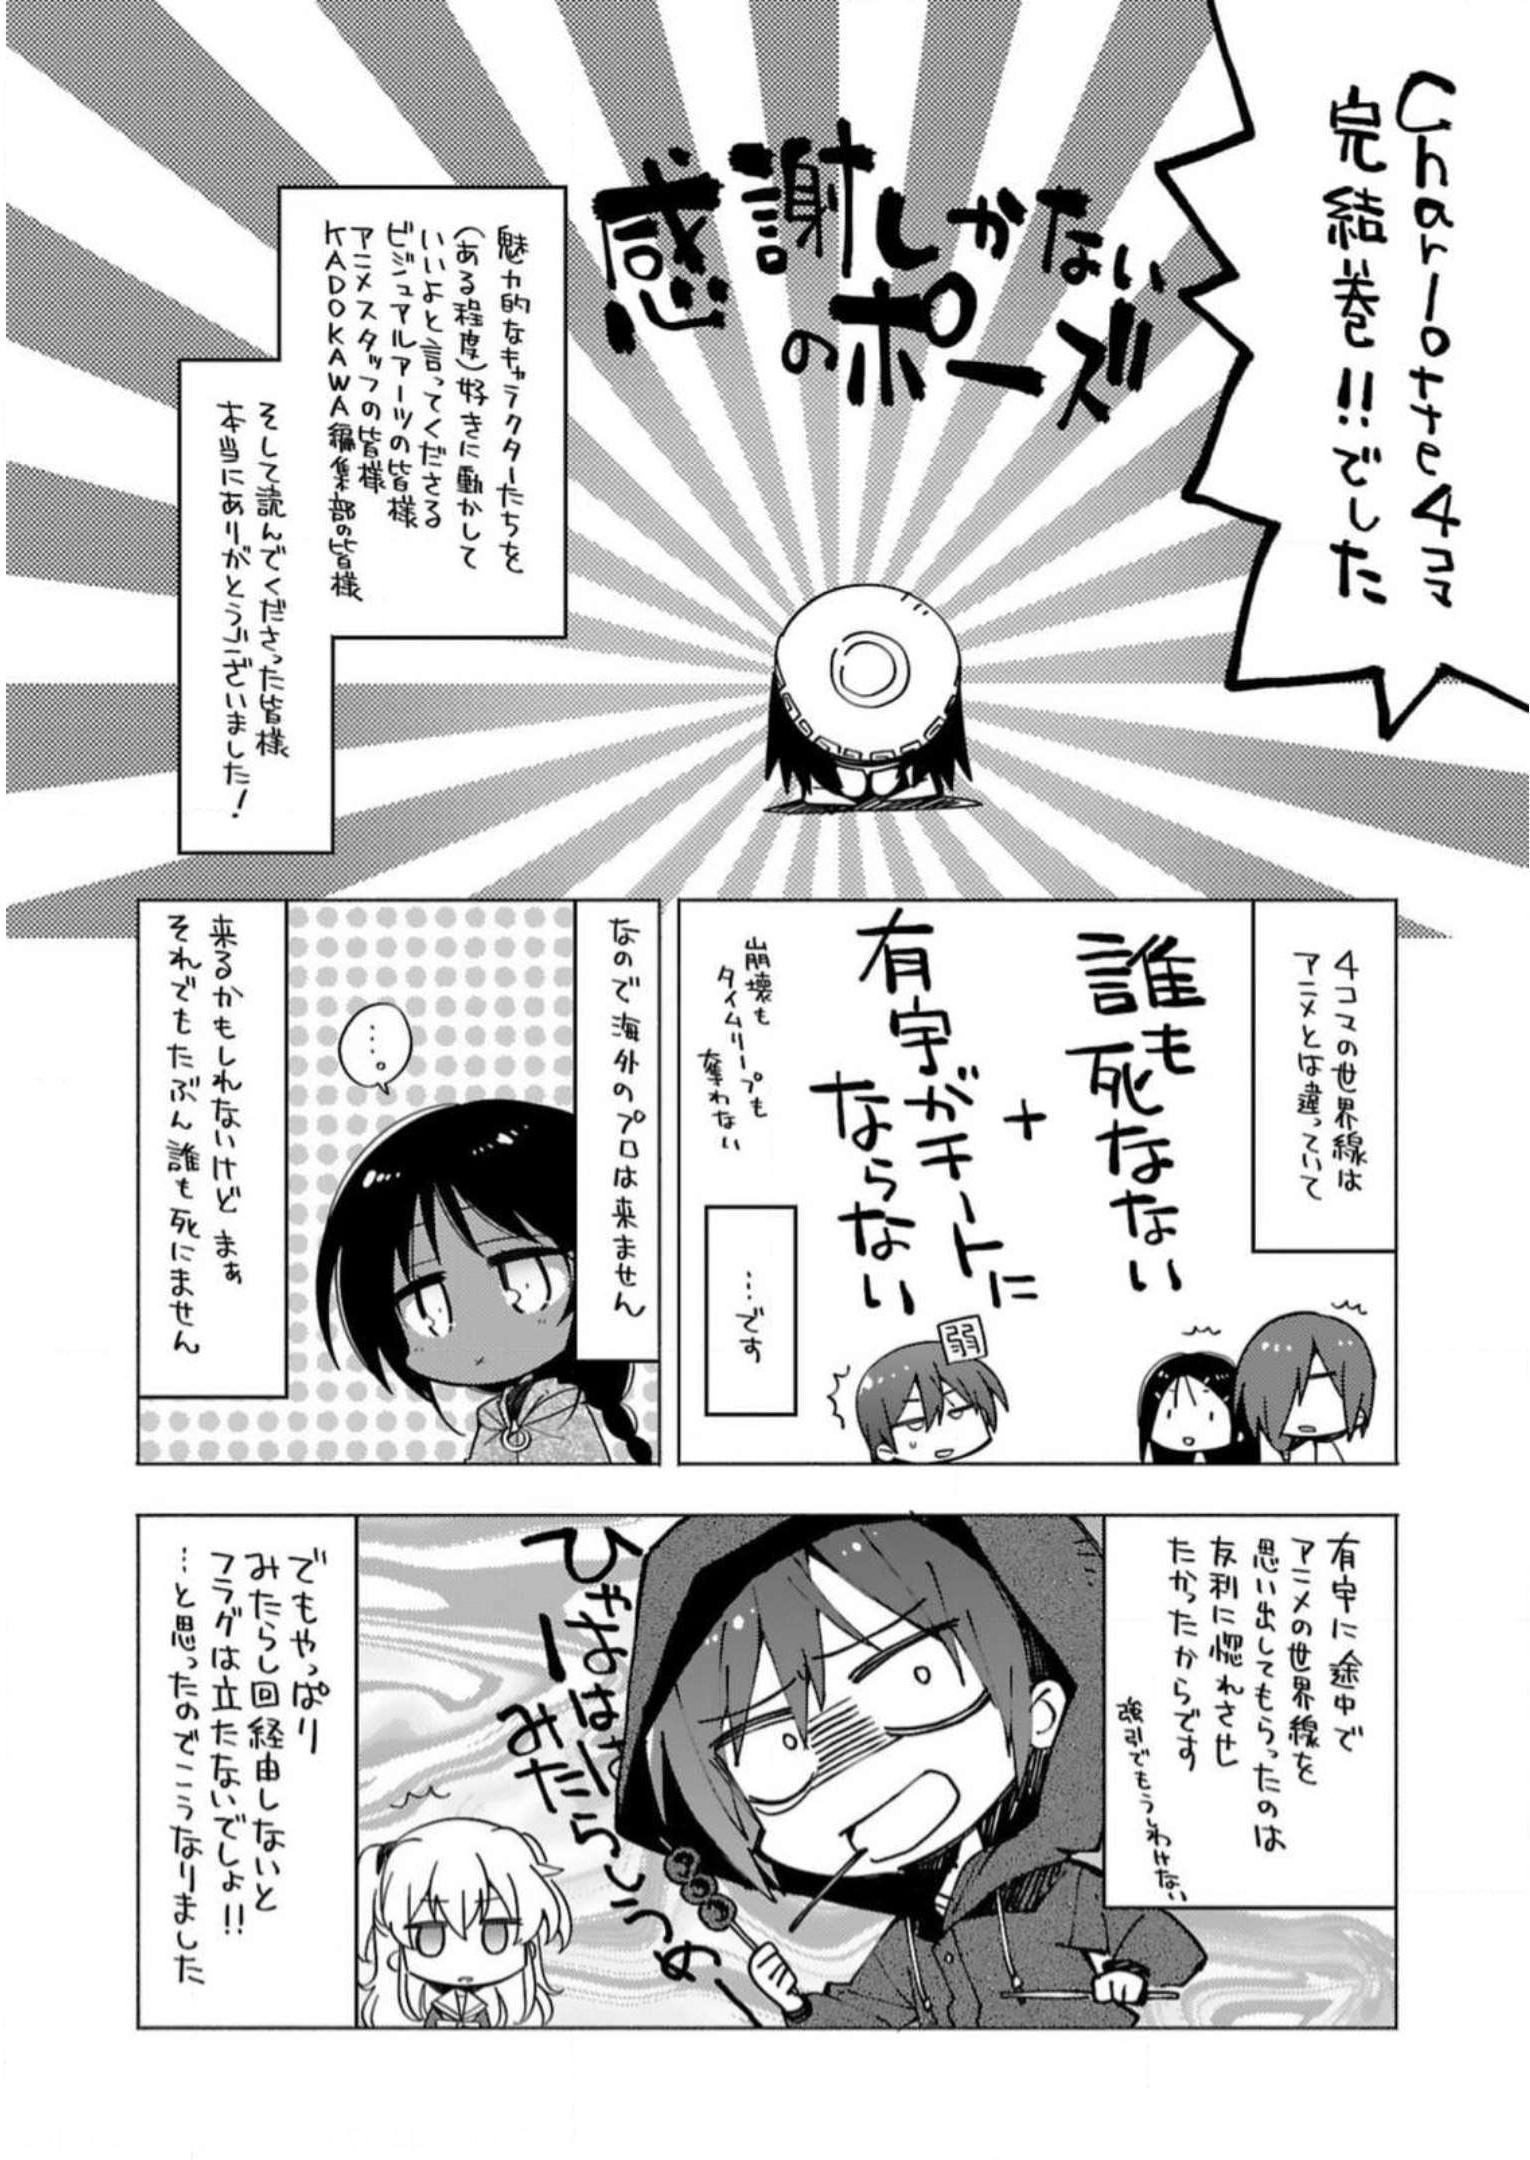 Charlotte4コマ
完結巻!!でした
感謝しかない
のポーズ
魅力的なキャラクターたちを
(ある程度)好きに動かして
いいよと言ってくださる
ビジュアルアーツの皆様
アニメスタッフの皆様
KADOKAWA編集部の皆様
そして読んでくださった皆様
本当にありがとうございました!
4コマの世界線は
アニメとは違っていて
誰も
死なない
+
有宇がチートに
ならない
弱
崩壊も
タイムリープも
奪わない
…です
なので海外のプロは来ません
…。
来るかもしれないけど まぁ
それでもたぶん誰も死にません
有宇に途中で
アニメの世界線を
思い出してもらったのは
友利に惚れさせ
たかったからです
強引でもうしわけない
ひゃはははーー
みたらしうめー
でもやっぱり
みたらし回経由しないと
フラグは立たないでしょ!!
…と思ったのでこうなりました